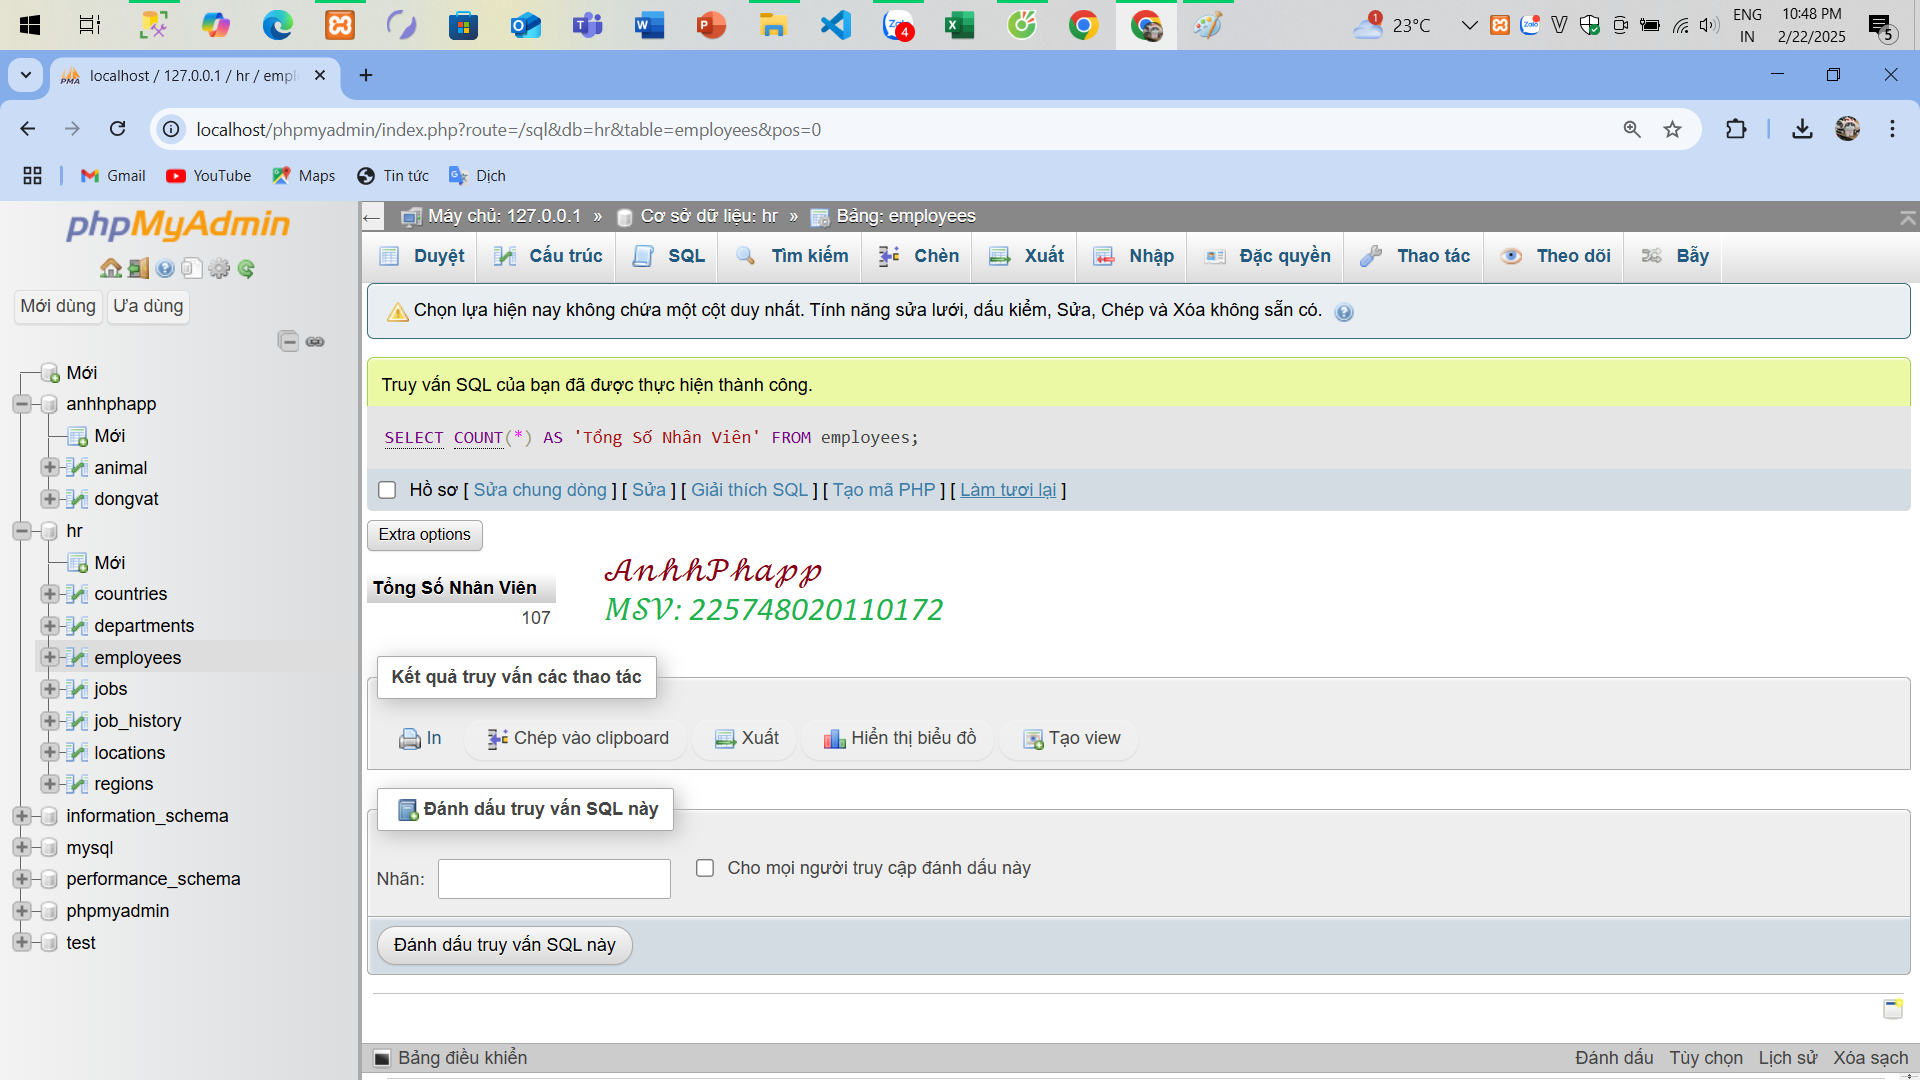 4
1
23°C
Zalo
ENG
IN
10:48 PM
2/22/2025
5
PMA
localhost / 127.0.0.1 / hr / empl
localhost/phpmyadmin/index.php?route=/sql&db=hr&table=employees&pos=0
Gmail
YouTube
Maps
Tin tức
Dịch
phpMyAdmin
Mới dùng
Ưa dùng
Mới
anhhphapp
Mới
animal
dongvat
hr
Mới
countries
departments
employees
jobs
job_history
locations
regions
information_schema
mysql
performance_schema
phpmyadmin
test
Máy chủ: 127.0.0.1 » Cơ sở dữ liệu: hr » Bảng: employees
Duyệt
Cấu trúc
SQL
Tìm kiếm
Chèn
Xuất
Nhập
Đặc quyền
Thao tác
Theo dõi
Bẫy
Chọn lựa hiện nay không chứa một cột duy nhất. Tính năng sửa lưới, dấu kiểm, Sửa, Chép và Xóa không sẵn có.
Truy vấn SQL của bạn đã được thực hiện thành công.
SELECT COUNT(*) AS 'Tổng Số Nhân Viên' FROM employees;
Hồ sơ [ Sửa chung dòng ] [ Sửa ] [ Giải thích SQL ] [ Tạo mã PHP ] [ Làm tươi lại ]
Extra options
AnhhPhapp
Tổng Số Nhân Viên
MSV: 225748020110172
107
Kết quả truy vấn các thao tác
In
Chép vào clipboard
Xuất
Hiển thị biểu đồ
Tạo view
Đánh dấu truy vấn SQL này
Nhãn:
Cho mọi người truy cập đánh dấu này
Đánh dấu truy vấn SQL này
Bảng điều khiển
Đánh dấu
Tùy chọn
Lịch sử
Xóa sạch